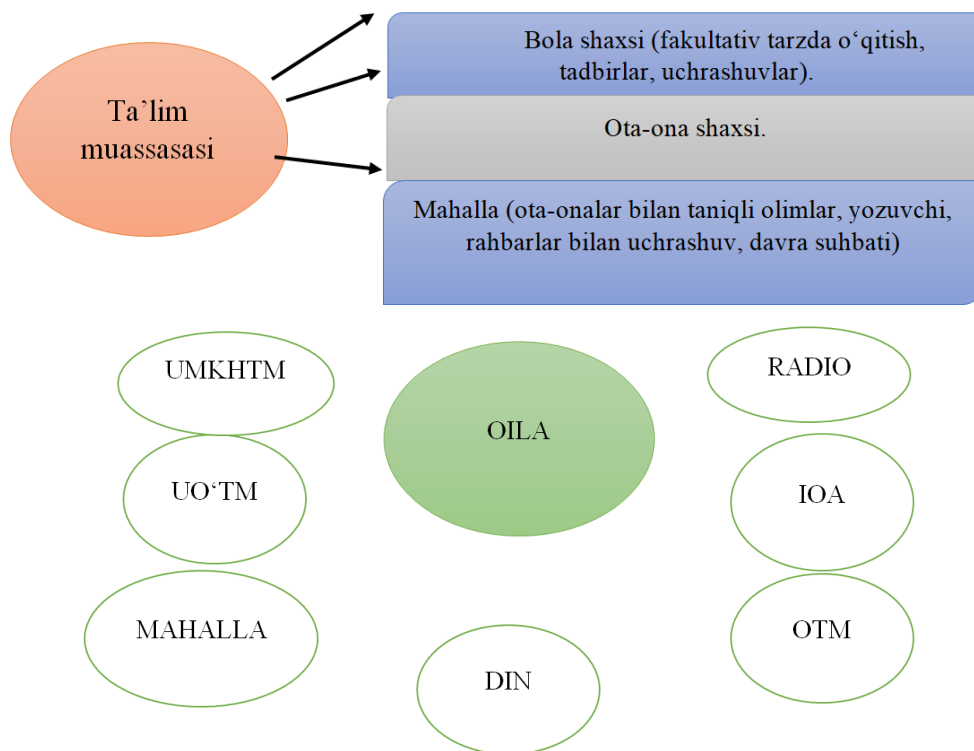 Ta’lim
muassasasi
Bola shaxsi (fakultativ tarzda o‘qitish,
tadbirlar, uchrashuvlar).
Ota-ona shaxsi.
Mahalla (ota-onalar bilan taniqli olimlar, yozuvchi,
rahbarlar bilan uchrashuv, davra suhbati)
UMKHTM
OILA
RADIO
UO‘TM
IOA
MAHALLA
DIN
OTM